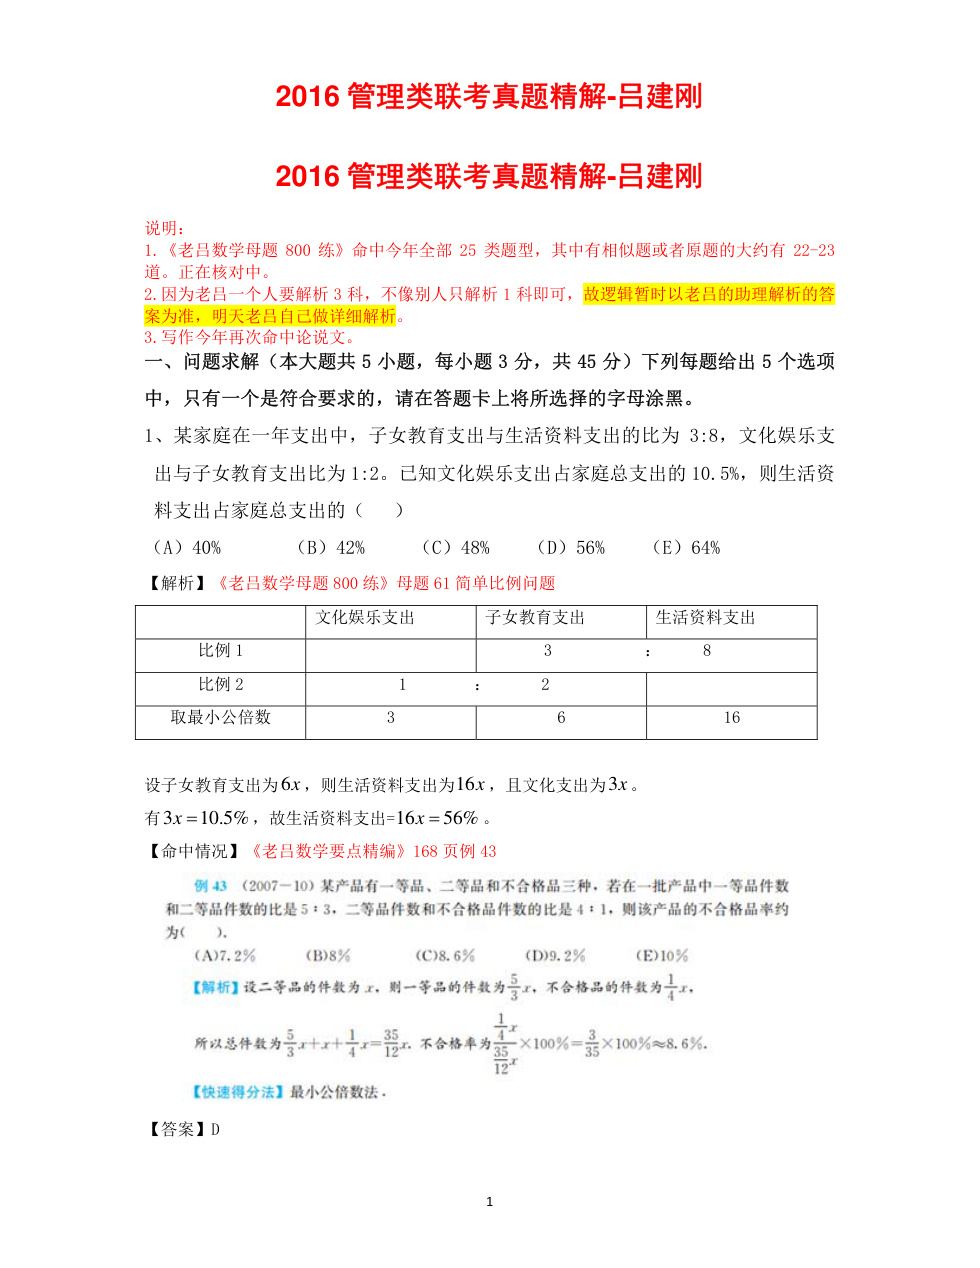 2016 管理类联考真题精解-吕建刚
2016 管理类联考真题精解-吕建刚
说明：
1.《老吕数学母题 800 练》命中今年全部 25 类题型，其中有相似题或者原题的大约有 22-23
道。正在核对中。
2.因为老吕一个人要解析 3 科，不像别人只解析 1 科即可，故逻辑暂时以老吕的助理解析的答
案为准，明天老吕自己做详细解析。
3.写作今年再次命中论说文。
一、问题求解（本大题共 5 小题，每小题 3 分，共 45 分）下列每题给出 5 个选项
中，只有一个是符合要求的，请在答题卡上将所选择的字母涂黑。
1、某家庭在一年支出中，子女教育支出与生活资料支出的比为 3:8，文化娱乐支
出与子女教育支出比为 1:2。已知文化娱乐支出占家庭总支出的 10.5%，则生活资
料支出占家庭总支出的（ ）
（A）40% （B）42% （C）48% （D）56% （E）64%
【解析】《老吕数学母题 800 练》母题 61 简单比例问题
文化娱乐支出 子女教育支出 生活资料支出
比例 1 3 : 8
比例 2 1 : 2
取最小公倍数 3 6 16
设子女教育支出为6x，则生活资料支出为16x，且文化支出为3x。
有3x=10.5%，故生活资料支出=16x=56%。
【命中情况】《老吕数学要点精编》168 页例 43
例 43 （2007－10）某产品有一等品、二等品和不合格品三种，若在一批产品中一等品件数
和二等品件数的比是 5：3，二等品件数和不合格品件数的比是 4：1，则该产品的不合格品率约
为( ).
(A)7.2% (B)8% (C)8.6% (D)9.2% (E)10%
【解析】设二等品的件数为 x，则一等品的件数为 5/3 x，不合格品的件数为 1/4 x，
所以总件数为 5/3 x+x+1/4 x=35/12 x. 不合格率为 (1/4 x)/(35/12 x)×100%=3/35×100%≈8.6%.
【快速得分法】最小公倍数法.
【答案】D
1